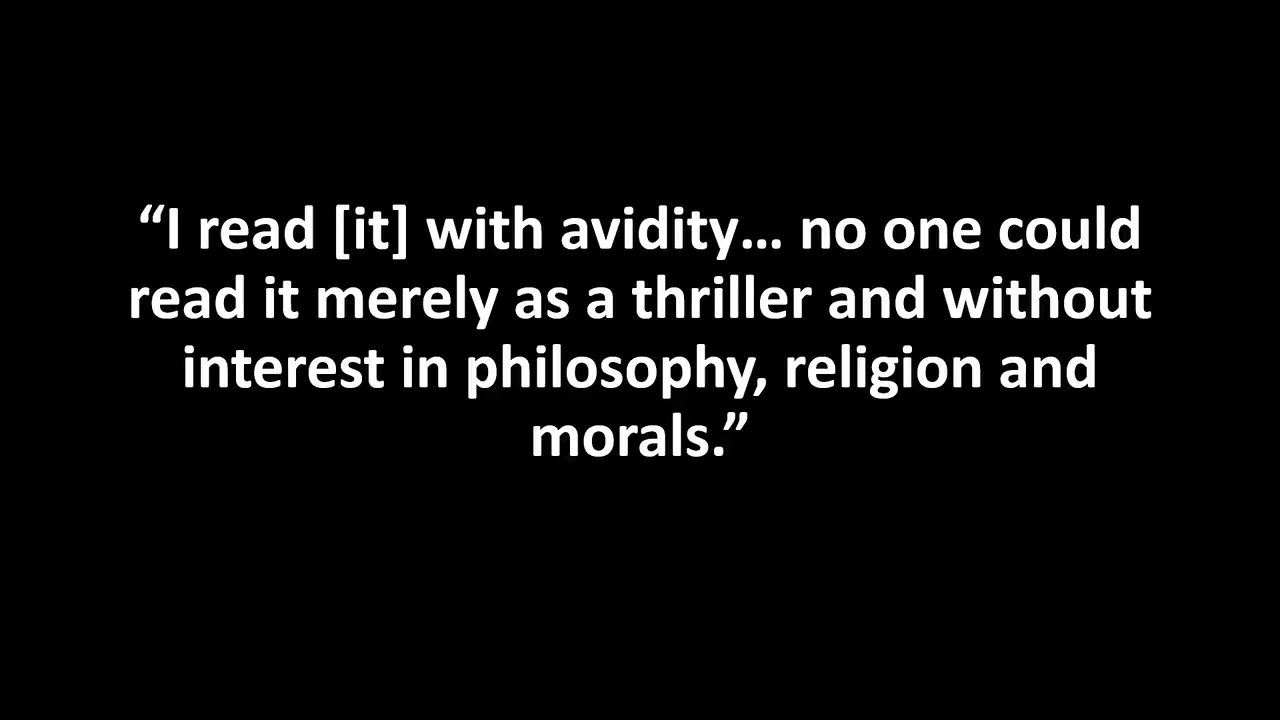 “I read [it] with avidity… no one could
read it merely as a thriller and without
interest in philosophy, religion and
morals.”